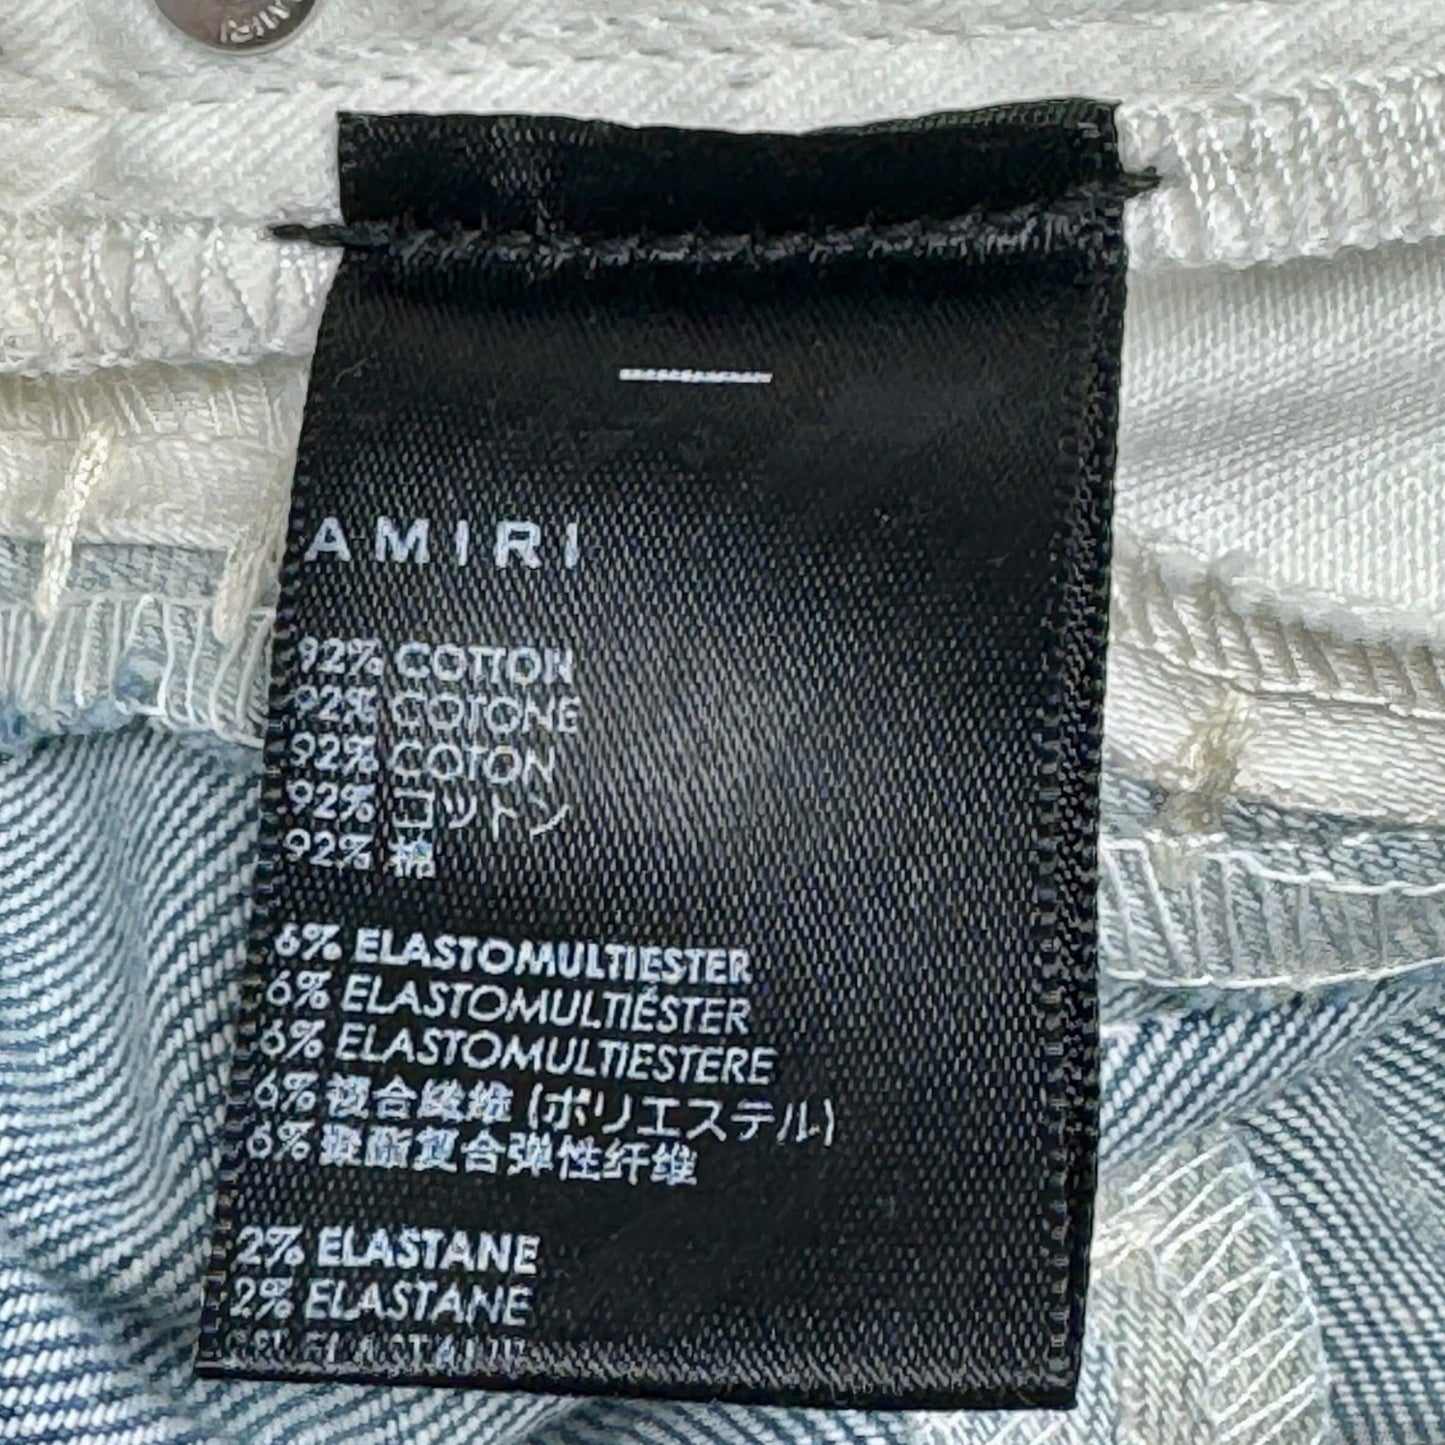 AMIRI
92% COTTON
92% COTONE
92% COTON
92% コットン
92% 棉
6% ELASTOMULTIESTER
6% ELASTOMULTIÉSTER
6% ELASTOMULTIESTERE
6% 複合繊維 (ポリエステル)
6% 聚酯复合弹性纤维
2% ELASTANE
2% ELASTANE